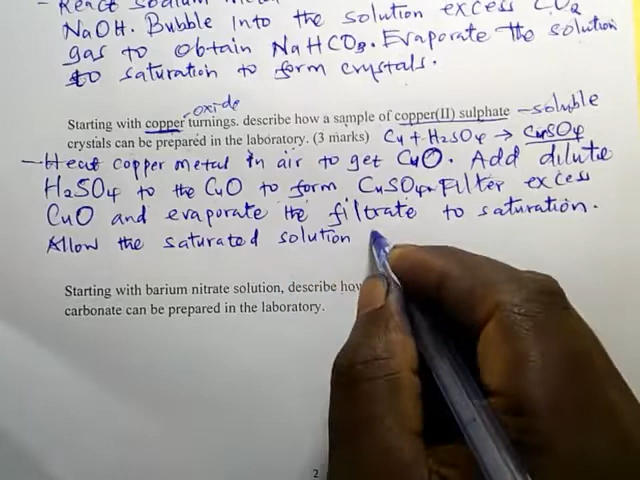 - React sodium metal
NaOH. Bubble into the solution excess CO2
gas to obtain NaHCO3. Evaporate the solution
to saturation to form crystals.
-oxide
Starting with copper turnings. describe how a sample of copper(II) sulphate -soluble
crystals can be prepared in the laboratory. (3 marks) Cu + H2SO4 → CuSO4
-Heat copper metal in air to get CuO. Add dilute
H2SO4 to the CuO to form CuSO4. Filter excess
CuO and evaporate the filtrate to saturation.
Allow the saturated solution
Starting with barium nitrate solution, describe how
carbonate can be prepared in the laboratory.
2